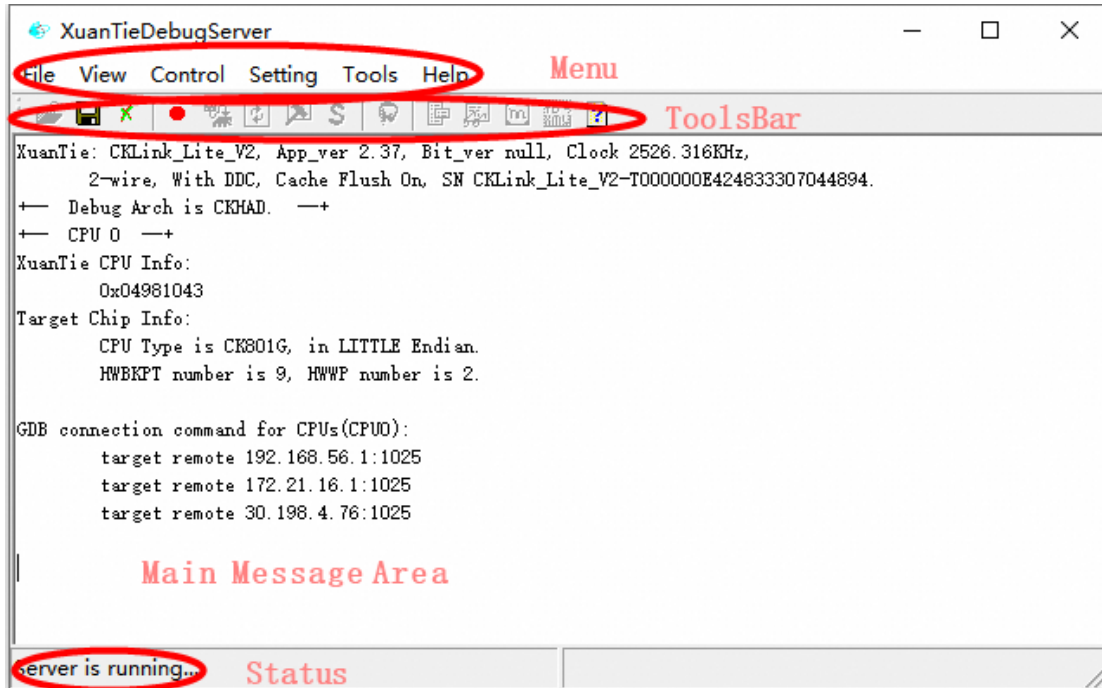 XuanTieDebugServer
File View Control Setting Tools Help
Menu
ToolsBar
XuanTie: CKLink_Lite_V2, App_ver 2.37, Bit_ver null, Clock 2526.316KHz,
2-wire, With DDC, Cache Flush On, SN CKLink_Lite_V2-T000000E424833307044894.
+-- Debug Arch is CKHAD. --+
+-- CPU 0 --+
XuanTie CPU Info:
0x04981043
Target Chip Info:
CPU Type is CK801G, in LITTLE Endian.
HWBKPT number is 9, HWWP number is 2.
GDB connection command for CPUs(CPU0):
target remote 192.168.56.1:1025
target remote 172.21.16.1:1025
target remote 30.198.4.76:1025
Main Message Area
Server is running...
Status